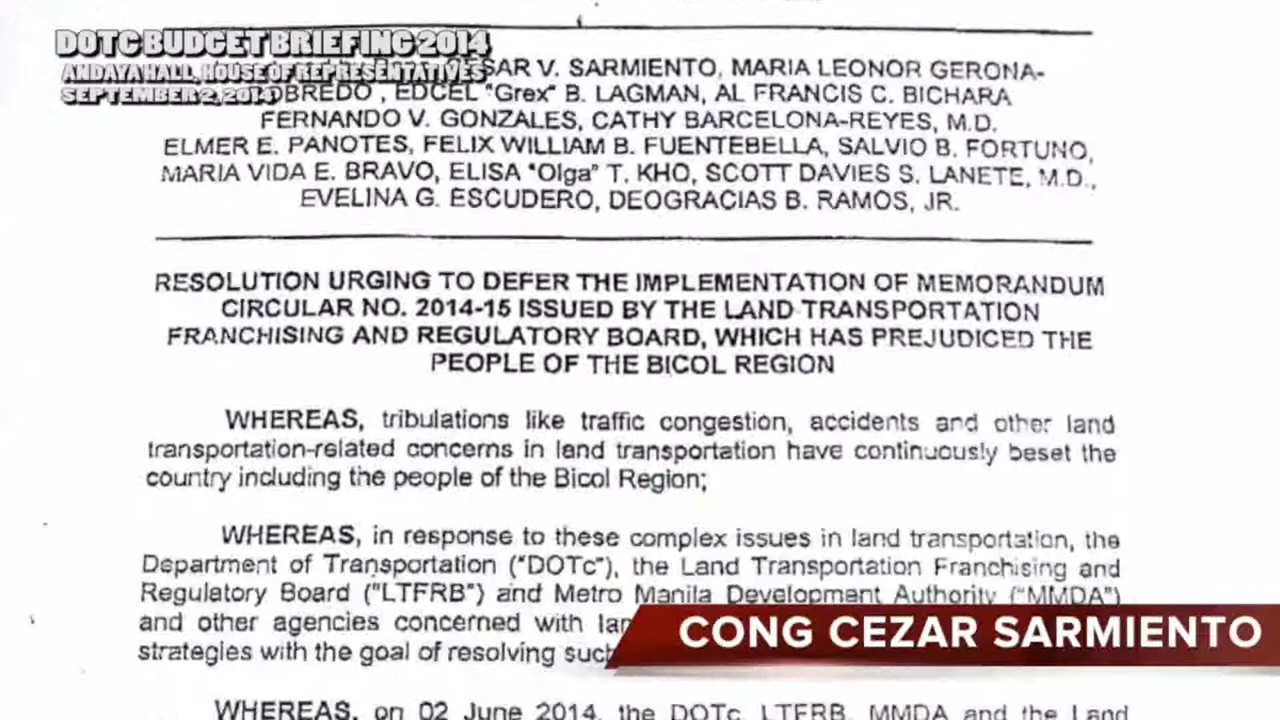 DOTC BUDGET BRIEFING 2014
ANDAYA HALL, HOUSE OF REPRESENTATIVES
SEPTEMBER 2, 2014
SAR V. SARMIENTO, MARIA LEONOR GERONA-
OBREDO , EDCEL "Grex" B. LAGMAN, AL FRANCIS C. BICHARA
FERNANDO V. GONZALES, CATHY BARCELONA-REYES, M.D.
ELMER E. PANOTES, FELIX WILLIAM B. FUENTEBELLA, SALVIO B. FORTUNO,
MARIA VIDA E. BRAVO, ELISA "Olga" T. KHO, SCOTT DAVIES S. LANETE, M.D.,
EVELINA G. ESCUDERO, DEOGRACIAS B. RAMOS, JR.
RESOLUTION URGING TO DEFER THE IMPLEMENTATION OF MEMORANDUM
CIRCULAR NO. 2014-15 ISSUED BY THE LAND TRANSPORTATION
FRANCHISING AND REGULATORY BOARD, WHICH HAS PREJUDICED THE
PEOPLE OF THE BICOL REGION
WHEREAS, tribulations like traffic congestion, accidents and other land
transportation-related concerns in land transportation have continuously beset the
country including the people of the Bicol Region;
WHEREAS, in response to these complex issues in land transportation, the
Department of Transportation ("DOTc"), the Land Transportation Franchising and
Regulatory Board ("LTFRB") and Metro Manila Development Authority ("MMDA")
and other agencies concerned with lan
strategies with the goal of resolving such
CONG CEZAR SARMIENTO
WHEREAS, on 02 June 2014, the DOTc, LTFRB, MMDA and the Land